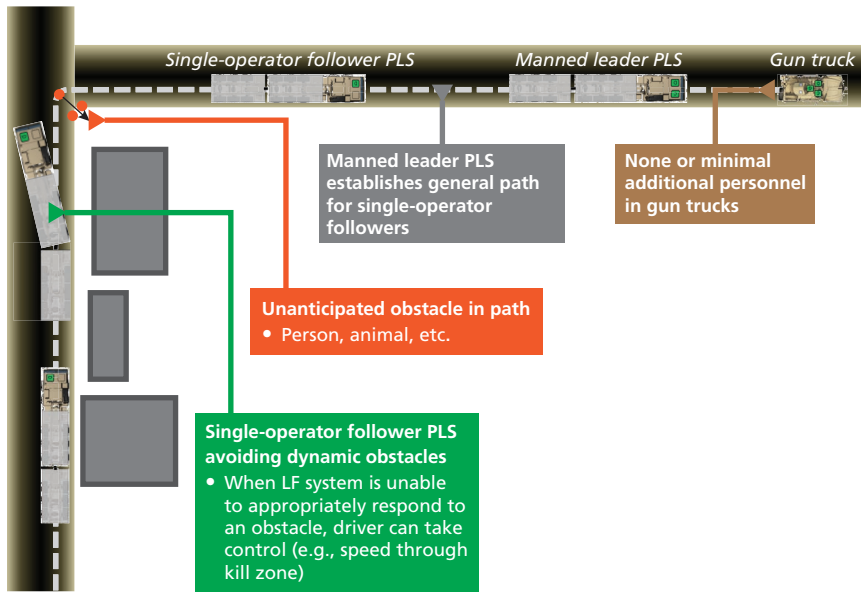 Single-operator follower PLS
Manned leader PLS
Gun truck
Manned leader PLS
establishes general path
for single-operator
followers
None or minimal
additional personnel
in gun trucks
Unanticipated obstacle in path
• Person, animal, etc.
Single-operator follower PLS
avoiding dynamic obstacles
• When LF system is unable
to appropriately respond to
an obstacle, driver can take
control (e.g., speed through
kill zone)